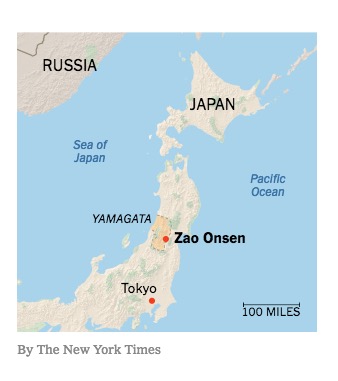 RUSSIA
JAPAN
Sea of
Japan
Pacific
Ocean
YAMAGATA
Zao Onsen
Tokyo
100 MILES
By The New York Times